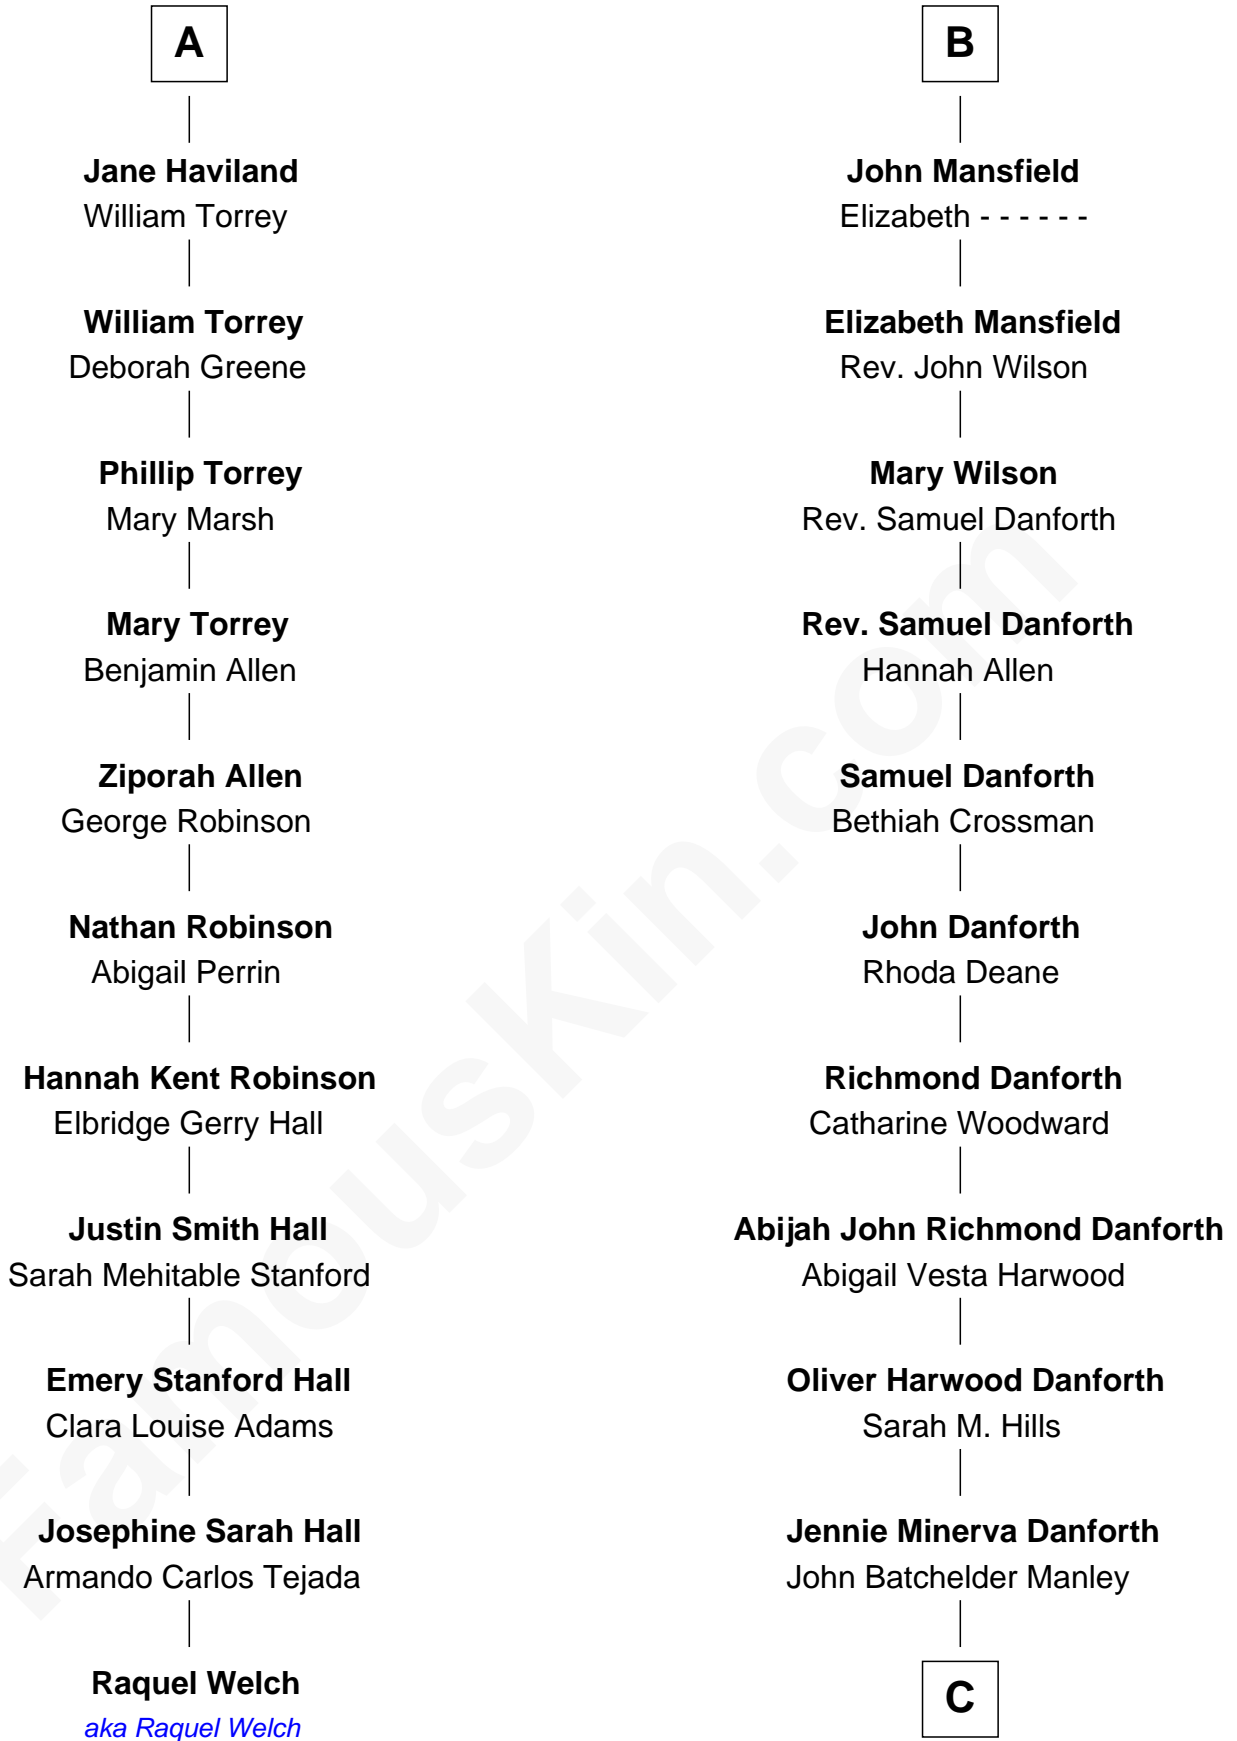 A
Jane Haviland
William Torrey
William Torrey
Deborah Greene
Phillip Torrey
Mary Marsh
Mary Torrey
Benjamin Allen
Ziporah Allen
George Robinson
Nathan Robinson
Abigail Perrin
Hannah Kent Robinson
Elbridge Gerry Hall
Justin Smith Hall
Sarah Mehitable Stanford
Emery Stanford Hall
Clara Louise Adams
Josephine Sarah Hall
Armando Carlos Tejada
Raquel Welch
aka Raquel Welch
B
John Mansfield
Elizabeth - - - - - -
Elizabeth Mansfield
Rev. John Wilson
Mary Wilson
Rev. Samuel Danforth
Rev. Samuel Danforth
Hannah Allen
Samuel Danforth
Bethiah Crossman
John Danforth
Rhoda Deane
Richmond Danforth
Catharine Woodward
Abijah John Richmond Danforth
Abigail Vesta Harwood
Oliver Harwood Danforth
Sarah M. Hills
Jennie Minerva Danforth
John Batchelder Manley
C
FamousKin.com